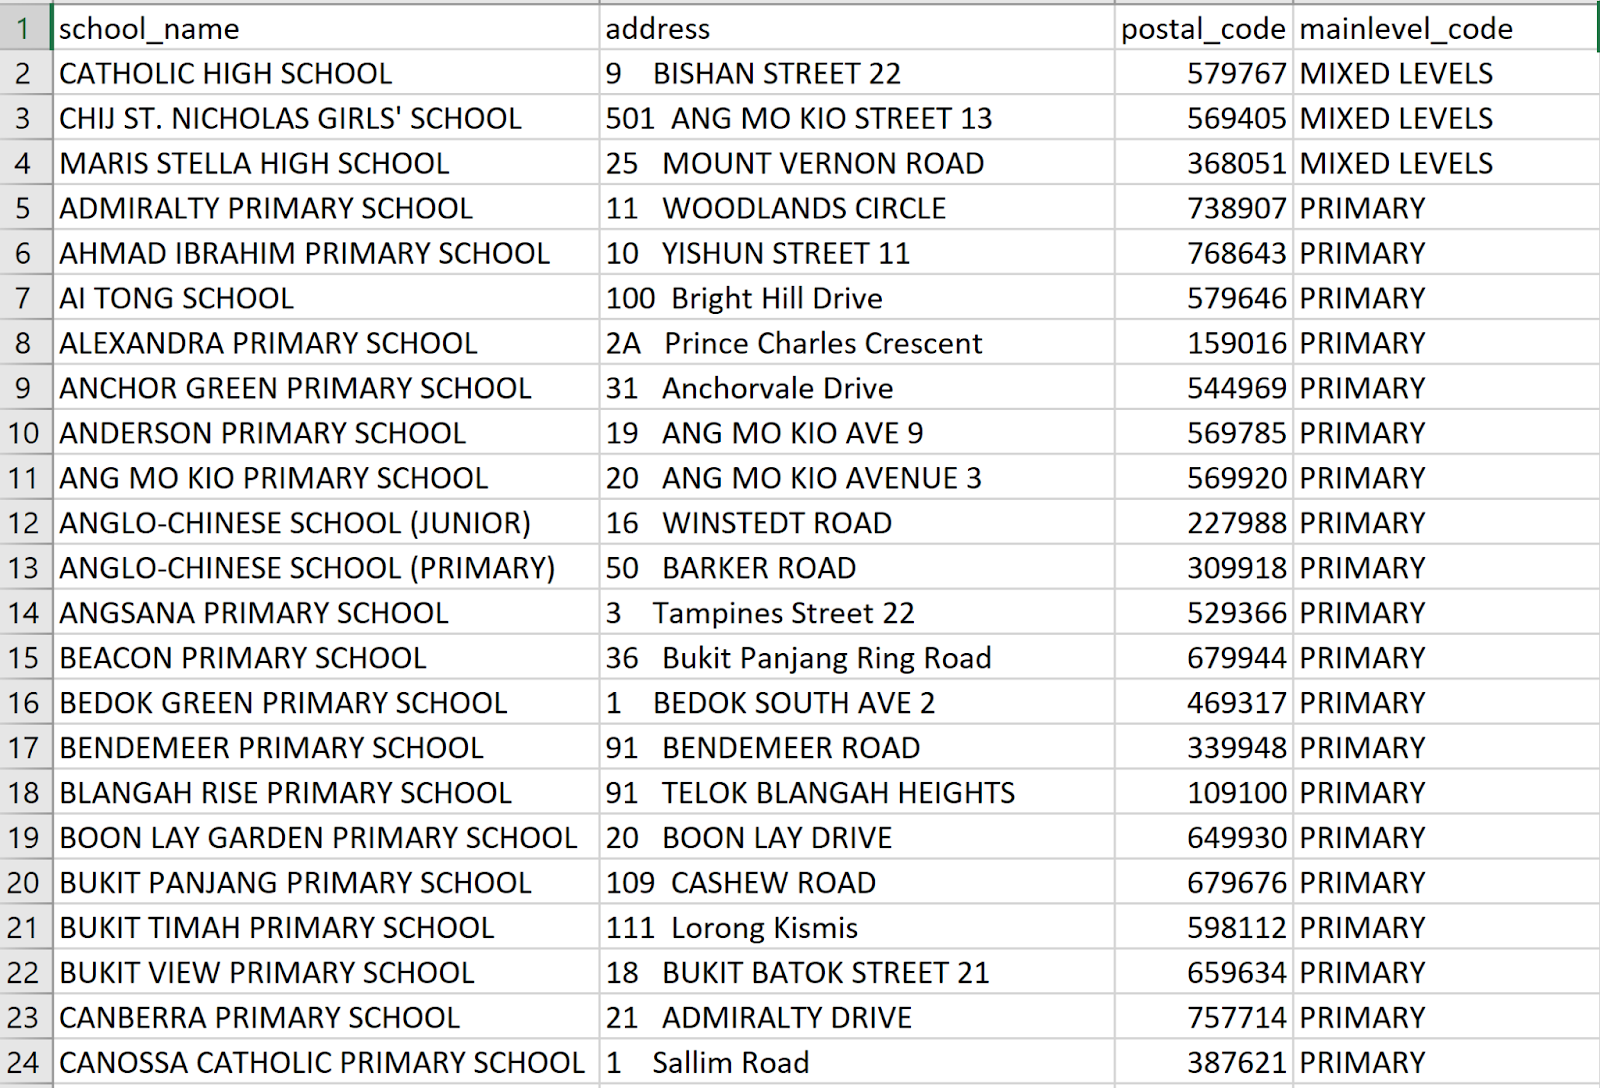 1 school_name address postal_code mainlevel_code
2 CATHOLIC HIGH SCHOOL 9 BISHAN STREET 22 579767 MIXED LEVELS
3 CHIJ ST. NICHOLAS GIRLS' SCHOOL 501 ANG MO KIO STREET 13 569405 MIXED LEVELS
4 MARIS STELLA HIGH SCHOOL 25 MOUNT VERNON ROAD 368051 MIXED LEVELS
5 ADMIRALTY PRIMARY SCHOOL 11 WOODLANDS CIRCLE 738907 PRIMARY
6 AHMAD IBRAHIM PRIMARY SCHOOL 10 YISHUN STREET 11 768643 PRIMARY
7 AI TONG SCHOOL 100 Bright Hill Drive 579646 PRIMARY
8 ALEXANDRA PRIMARY SCHOOL 2A Prince Charles Crescent 159016 PRIMARY
9 ANCHOR GREEN PRIMARY SCHOOL 31 Anchorvale Drive 544969 PRIMARY
10 ANDERSON PRIMARY SCHOOL 19 ANG MO KIO AVE 9 569785 PRIMARY
11 ANG MO KIO PRIMARY SCHOOL 20 ANG MO KIO AVENUE 3 569920 PRIMARY
12 ANGLO-CHINESE SCHOOL (JUNIOR) 16 WINSTEDT ROAD 227988 PRIMARY
13 ANGLO-CHINESE SCHOOL (PRIMARY) 50 BARKER ROAD 309918 PRIMARY
14 ANGSANA PRIMARY SCHOOL 3 Tampines Street 22 529366 PRIMARY
15 BEACON PRIMARY SCHOOL 36 Bukit Panjang Ring Road 679944 PRIMARY
16 BEDOK GREEN PRIMARY SCHOOL 1 BEDOK SOUTH AVE 2 469317 PRIMARY
17 BENDEMEER PRIMARY SCHOOL 91 BENDEMEER ROAD 339948 PRIMARY
18 BLANGAH RISE PRIMARY SCHOOL 91 TELOK BLANGAH HEIGHTS 109100 PRIMARY
19 BOON LAY GARDEN PRIMARY SCHOOL 20 BOON LAY DRIVE 649930 PRIMARY
20 BUKIT PANJANG PRIMARY SCHOOL 109 CASHEW ROAD 679676 PRIMARY
21 BUKIT TIMAH PRIMARY SCHOOL 111 Lorong Kismis 598112 PRIMARY
22 BUKIT VIEW PRIMARY SCHOOL 18 BUKIT BATOK STREET 21 659634 PRIMARY
23 CANBERRA PRIMARY SCHOOL 21 ADMIRALTY DRIVE 757714 PRIMARY
24 CANOSSA CATHOLIC PRIMARY SCHOOL 1 Sallim Road 387621 PRIMARY